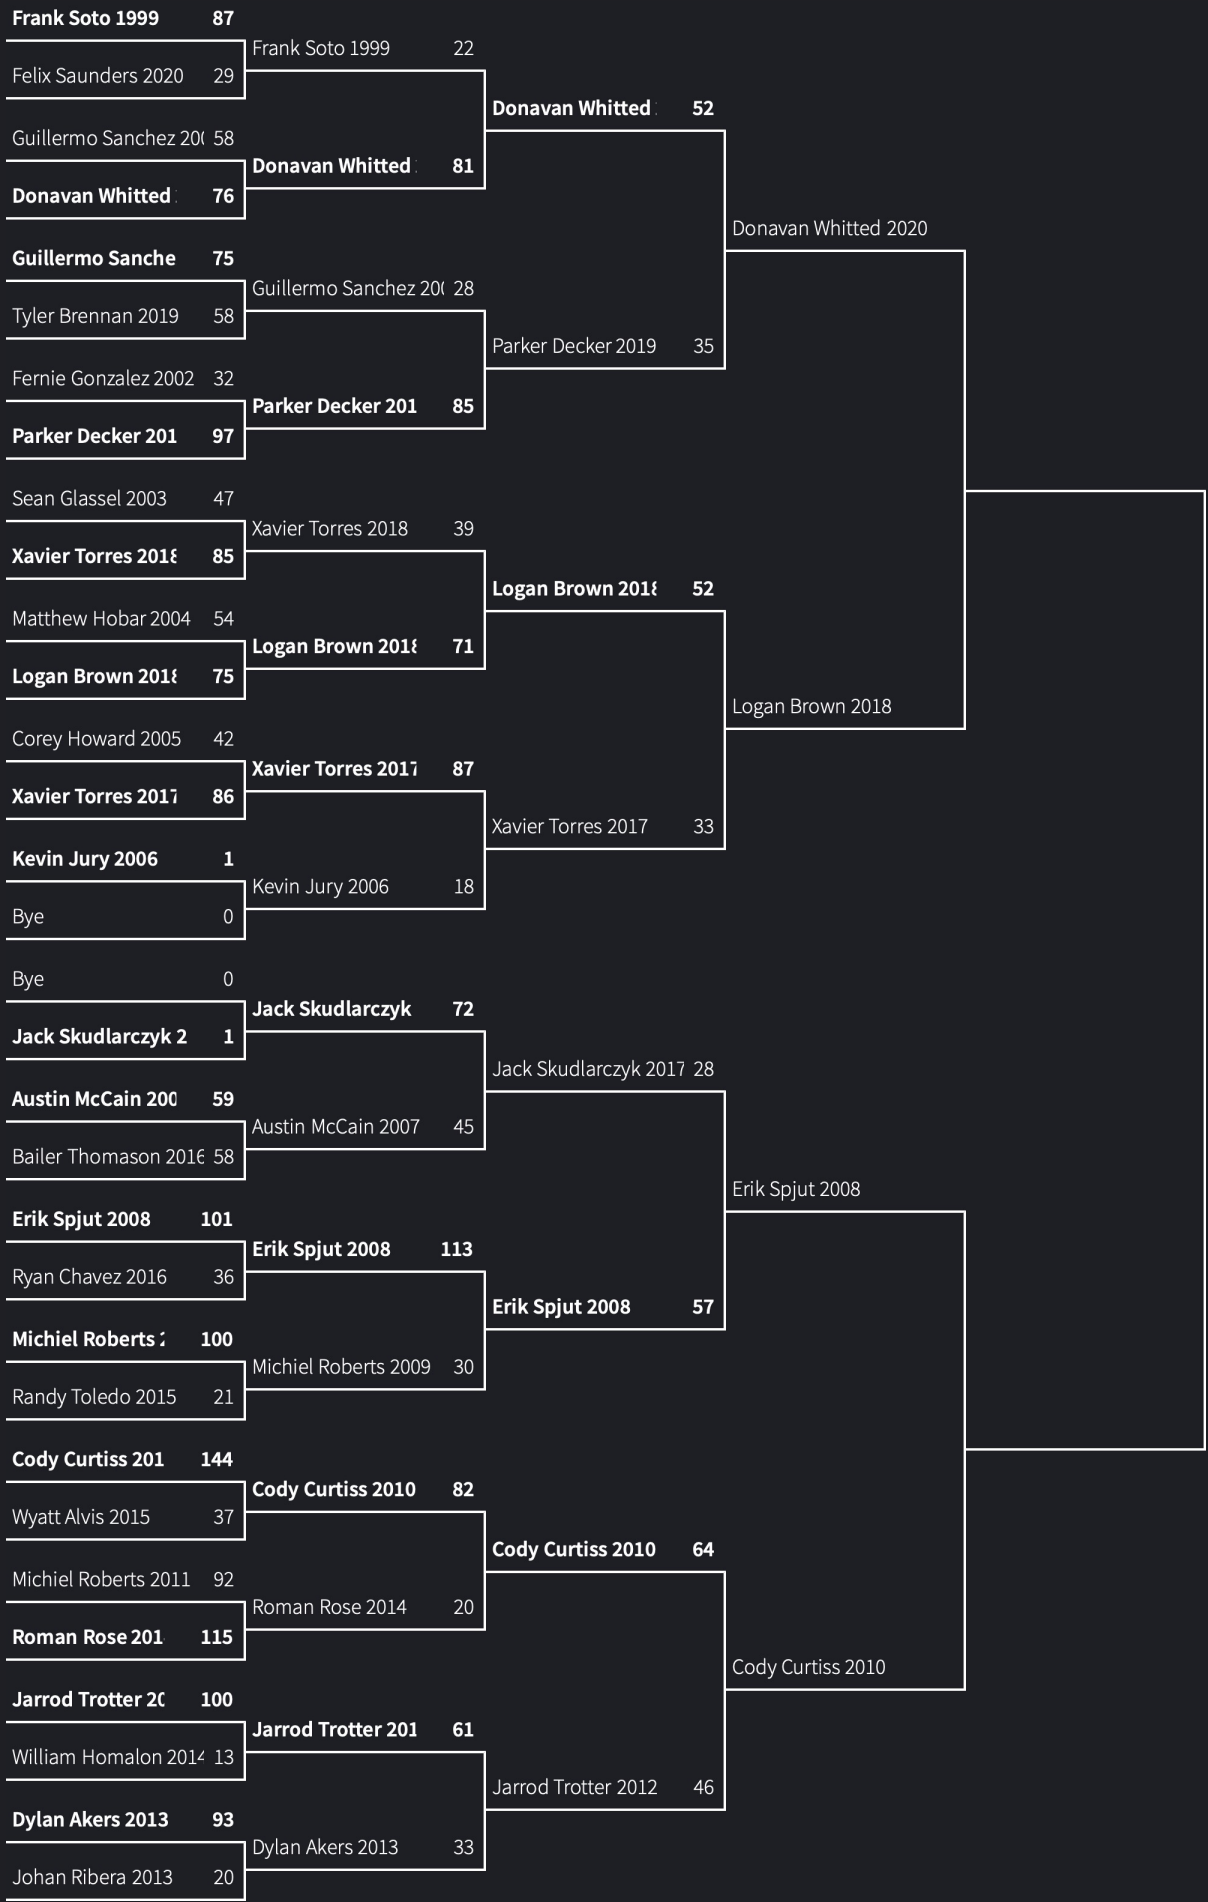 Frank Soto 1999 87
Felix Saunders 2020 29
Guillermo Sanchez 200 58
Donavan Whitted 76
Guillermo Sanche 75
Tyler Brennan 2019 58
Fernie Gonzalez 2002 32
Parker Decker 201 97
Sean Glassel 2003 47
Xavier Torres 2018 85
Matthew Hobar 2004 54
Logan Brown 2018 75
Corey Howard 2005 42
Xavier Torres 2017 86
Kevin Jury 2006 1
Bye 0
Bye 0
Jack Skudlarczyk 2 1
Austin McCain 200 59
Bailer Thomason 2016 58
Erik Spjut 2008 101
Ryan Chavez 2016 36
Michiel Roberts 2 100
Randy Toledo 2015 21
Cody Curtiss 201 144
Wyatt Alvis 2015 37
Michiel Roberts 2011 92
Roman Rose 201 115
Jarrod Trotter 20 100
William Homalon 2014 13
Dylan Akers 2013 93
Johan Ribera 2013 20
Frank Soto 1999 22
Donavan Whitted 81
Guillermo Sanchez 200 28
Parker Decker 201 85
Xavier Torres 2018 39
Logan Brown 2018 71
Xavier Torres 2017 87
Kevin Jury 2006 18
Jack Skudlarczyk 72
Austin McCain 2007 45
Erik Spjut 2008 113
Michiel Roberts 2009 30
Cody Curtiss 2010 82
Roman Rose 2014 20
Jarrod Trotter 201 61
Dylan Akers 2013 33
Donavan Whitted 52
Parker Decker 2019 35
Logan Brown 2018 52
Xavier Torres 2017 33
Jack Skudlarczyk 2017 28
Erik Spjut 2008 57
Cody Curtiss 2010 64
Jarrod Trotter 2012 46
Donavan Whitted 2020
Logan Brown 2018
Erik Spjut 2008
Cody Curtiss 2010